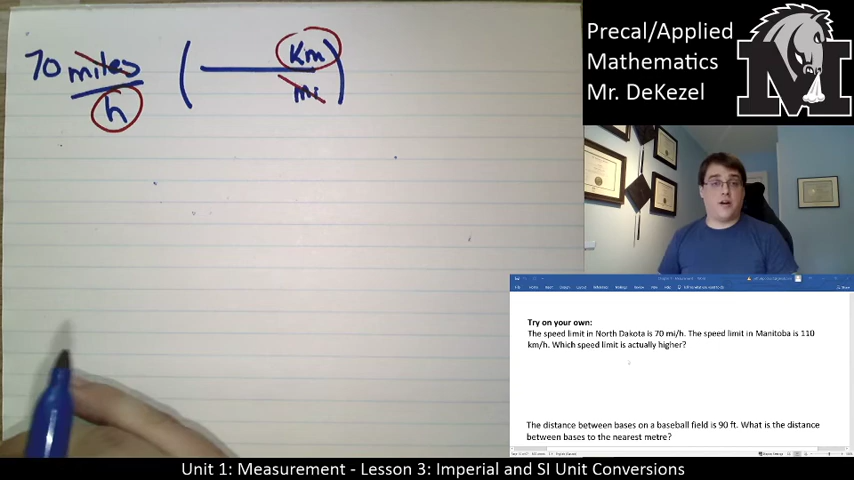 70 miles ( Km )
h mi
Precal/Applied
Mathematics
Mr. DeKezel
M
Try on your own:
The speed limit in North Dakota is 70 mi/h. The speed limit in Manitoba is 110
km/h. Which speed limit is actually higher?
The distance between bases on a baseball field is 90 ft. What is the distance
between bases to the nearest metre?
Unit 1: Measurement - Lesson 3: Imperial and SI Unit Conversions